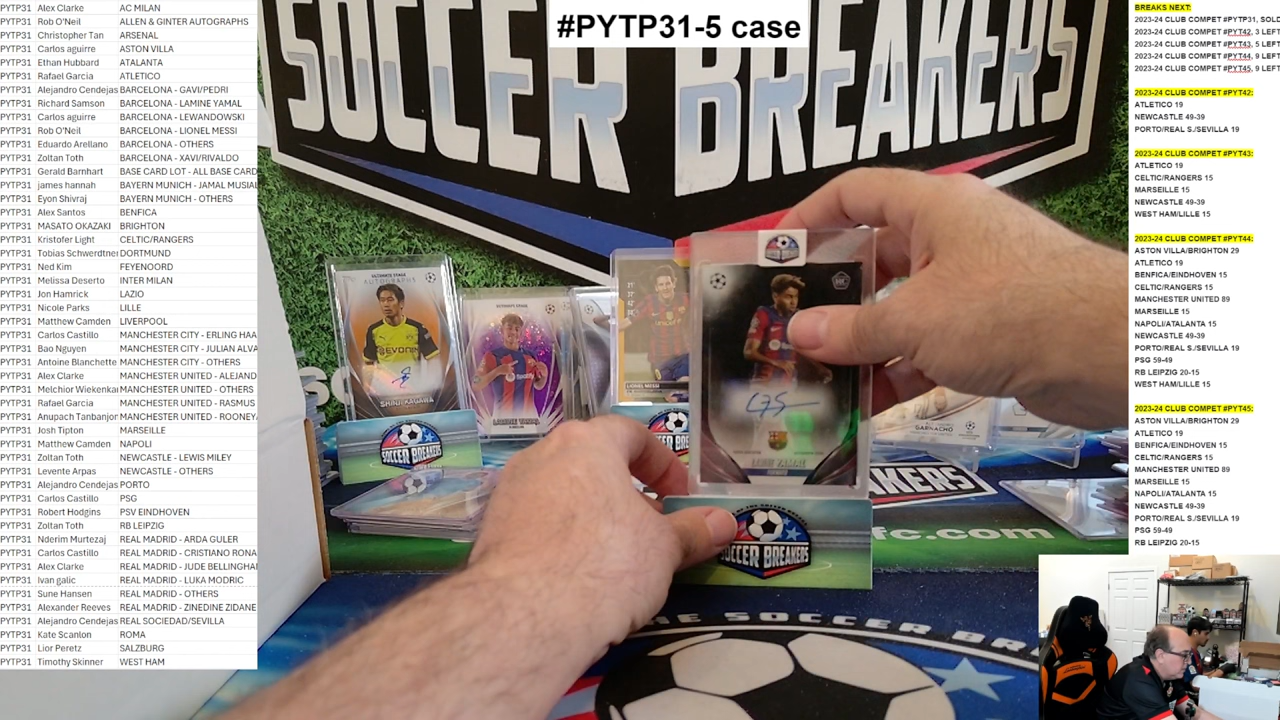 #PYTP31-5 case
PYTP31 Alex Clarke AC MILAN
PYTP31 Rob O'Neil ALLEN & GINTER AUTOGRAPHS
PYTP31 Christopher Tan ARSENAL
PYTP31 Carlos aguirre ASTON VILLA
PYTP31 Ethan Hubbard ATALANTA
PYTP31 Rafael Garcia ATLETICO
PYTP31 Alejandro Cendejas BARCELONA - GAVI/PEDRI
PYTP31 Richard Samson BARCELONA - LAMINE YAMAL
PYTP31 Carlos aguirre BARCELONA - LEWANDOWSKI
PYTP31 Rob O'Neil BARCELONA - LIONEL MESSI
PYTP31 Eduardo Arellano BARCELONA - OTHERS
PYTP31 Zoltan Toth BARCELONA - XAVI/RIVALDO
PYTP31 Gerald Barnhart BASE CARD LOT - ALL BASE CARD
PYTP31 james hannah BAYERN MUNICH - JAMAL MUSIAL
PYTP31 Eyon Shivraj BAYERN MUNICH - OTHERS
PYTP31 Alex Santos BENFICA
PYTP31 MASATO OKAZAKI BRIGHTON
PYTP31 Kristofer Light CELTIC/RANGERS
PYTP31 Tobias Schwerdtner DORTMUND
PYTP31 Ned Kim FEYENOORD
PYTP31 Melissa Deserto INTER MILAN
PYTP31 Jon Hamrick LAZIO
PYTP31 Nicole Parks LILLE
PYTP31 Matthew Camden LIVERPOOL
PYTP31 Carlos Castillo MANCHESTER CITY - ERLING HAA
PYTP31 Bao Nguyen MANCHESTER CITY - JULIAN ALVA
PYTP31 Antoine Blanchette MANCHESTER CITY - OTHERS
PYTP31 Alex Clarke MANCHESTER UNITED - ALEJAND
PYTP31 Melchior Wiekenkar MANCHESTER UNITED - OTHERS
PYTP31 Rafael Garcia MANCHESTER UNITED - RASMUS
PYTP31 Anupach Tanbanjon MANCHESTER UNITED - ROONEY
PYTP31 Josh Tipton MARSEILLE
PYTP31 Matthew Camden NAPOLI
PYTP31 Zoltan Toth NEWCASTLE - LEWIS MILEY
PYTP31 Levente Arpas NEWCASTLE - OTHERS
PYTP31 Alejandro Cendejas PORTO
PYTP31 Carlos Castillo PSG
PYTP31 Robert Hodgins PSV EINDHOVEN
PYTP31 Zoltan Toth RB LEIPZIG
PYTP31 Nderim Murtezaj REAL MADRID - ARDA GULER
PYTP31 Carlos Castillo REAL MADRID - CRISTIANO RONA
PYTP31 Alex Clarke REAL MADRID - JUDE BELLINGHA
PYTP31 Ivan galic REAL MADRID - LUKA MODRIC
PYTP31 Sune Hansen REAL MADRID - OTHERS
PYTP31 Alexander Reeves REAL MADRID - ZINEDINE ZIDANE
PYTP31 Alejandro Cendejas REAL SOCIEDAD/SEVILLA
PYTP31 Kate Scanlon ROMA
PYTP31 Lior Peretz SALZBURG
PYTP31 Timothy Skinner WEST HAM
SOCCER BREAKERS
AUTOGRAPHS
SHINJI KAGAWA
SOCCER BREAKERS
LAMINE YAMAL
LIONEL MESSI
GARNACHO
SOCCER BREAKERS
fc.com
BREAKS NEXT:
2023-24 CLUB COMPET #PYTP31, SOLD
2023-24 CLUB COMPET #PYT42, 3 LEFT
2023-24 CLUB COMPET #PYT43, 5 LEFT
2023-24 CLUB COMPET #PYT44, 9 LEFT
2023-24 CLUB COMPET #PYT45, 9 LEFT
2023-24 CLUB COMPET #PYT42:
ATLETICO 19
NEWCASTLE 49-39
PORTO/REAL S./SEVILLA 19
2023-24 CLUB COMPET #PYT43:
ATLETICO 19
CELTIC/RANGERS 15
MARSEILLE 15
NEWCASTLE 49-39
WEST HAM/LILLE 15
2023-24 CLUB COMPET #PYT44:
ASTON VILLA/BRIGHTON 29
ATLETICO 19
BENFICA/EINDHOVEN 15
CELTIC/RANGERS 15
MANCHESTER UNITED 89
MARSEILLE 15
NAPOLI/ATALANTA 15
NEWCASTLE 49-39
PORTO/REAL S./SEVILLA 19
PSG 59-49
RB LEIPZIG 20-15
WEST HAM/LILLE 15
2023-24 CLUB COMPET #PYT45:
ASTON VILLA/BRIGHTON 29
ATLETICO 19
BENFICA/EINDHOVEN 15
CELTIC/RANGERS 15
MANCHESTER UNITED 89
MARSEILLE 15
NAPOLI/ATALANTA 15
NEWCASTLE 49-39
PORTO/REAL S./SEVILLA 19
PSG 59-49
RB LEIPZIG 20-15